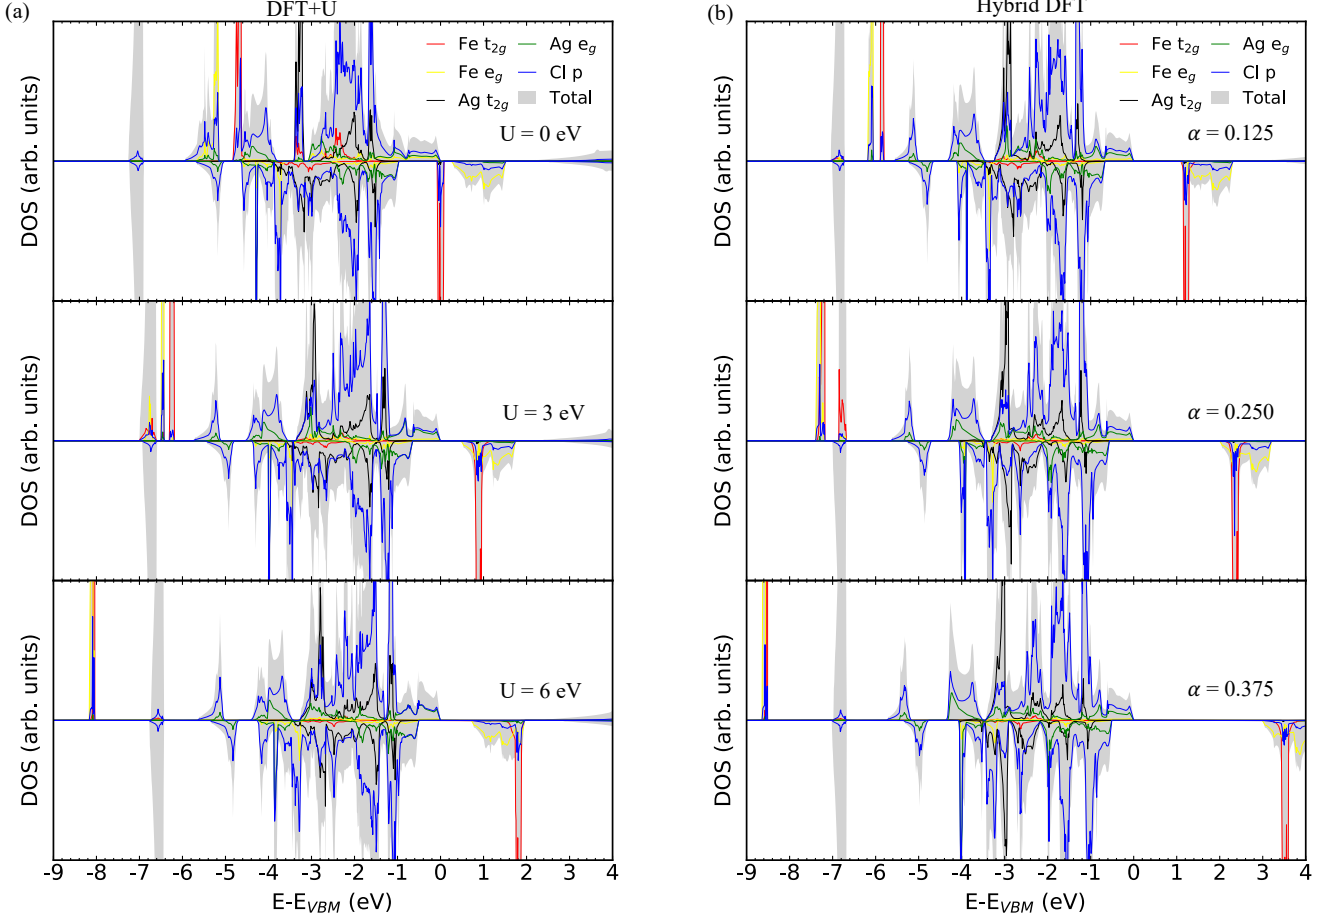 (a)
DFT+U
Fe t2g
Ag eg
Fe eg
Cl p
Ag t2g
Total
U = 0 eV
DOS (arb. units)
U = 3 eV
DOS (arb. units)
U = 6 eV
DOS (arb. units)
-9 -8 -7 -6 -5 -4 -3 -2 -1 0 1 2 3 4
E-EVBM (eV)
(b)
Hybrid DFT
Fe t2g
Ag eg
Fe eg
Cl p
Ag t2g
Total
α = 0.125
DOS (arb. units)
α = 0.250
DOS (arb. units)
α = 0.375
DOS (arb. units)
-9 -8 -7 -6 -5 -4 -3 -2 -1 0 1 2 3 4
E-EVBM (eV)